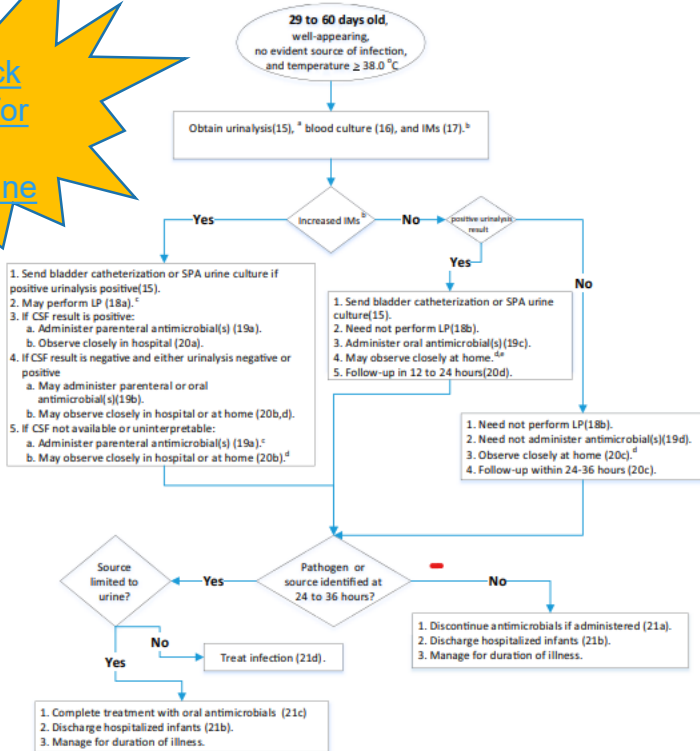 ck
for
ne
29 to 60 days old,
well-appearing,
no evident source of infection,
and temperature ≥ 38.0 °C
Obtain urinalysis(15), ª blood culture (16), and IMs (17).ᵇ
Increased IMs ᵇ
Yes
No
positive urinalysis
result
Yes
No
1. Send bladder catheterization or SPA urine culture if
positive urinalysis positive(15).
2. May perform LP (18a).ᶜ
3. If CSF result is positive:
a. Administer parenteral antimicrobial(s) (19a).
b. Observe closely in hospital (20a).
4. If CSF result is negative and either urinalysis negative or
positive
a. May administer parenteral or oral
antimicrobial(s)(19b).
b. May observe closely in hospital or at home (20b,d).
5. If CSF not available or uninterpretable:
a. Administer parenteral antimicrobial(s) (19a).ᶜ
b. May observe closely in hospital or at home (20b).ᵈ
1. Send bladder catheterization or SPA urine
culture(15).
2. Need not perform LP(18b).
3. Administer oral antimicrobial(s)(19c).
4. May observe closely at home.ᵈ,ᵉ
5. Follow-up in 12 to 24 hours(20d).
1. Need not perform LP(18b).
2. Need not administer antimicrobial(s)(19d).
3. Observe closely at home (20c).ᵈ
4. Follow-up within 24-36 hours (20c).
Pathogen or
source identified at
24 to 36 hours?
Yes
No
Source
limited to
urine?
No
Yes
Treat infection (21d).
1. Discontinue antimicrobials if administered (21a).
2. Discharge hospitalized infants (21b).
3. Manage for duration of illness.
1. Complete treatment with oral antimicrobials (21c)
2. Discharge hospitalized infants (21b).
3. Manage for duration of illness.